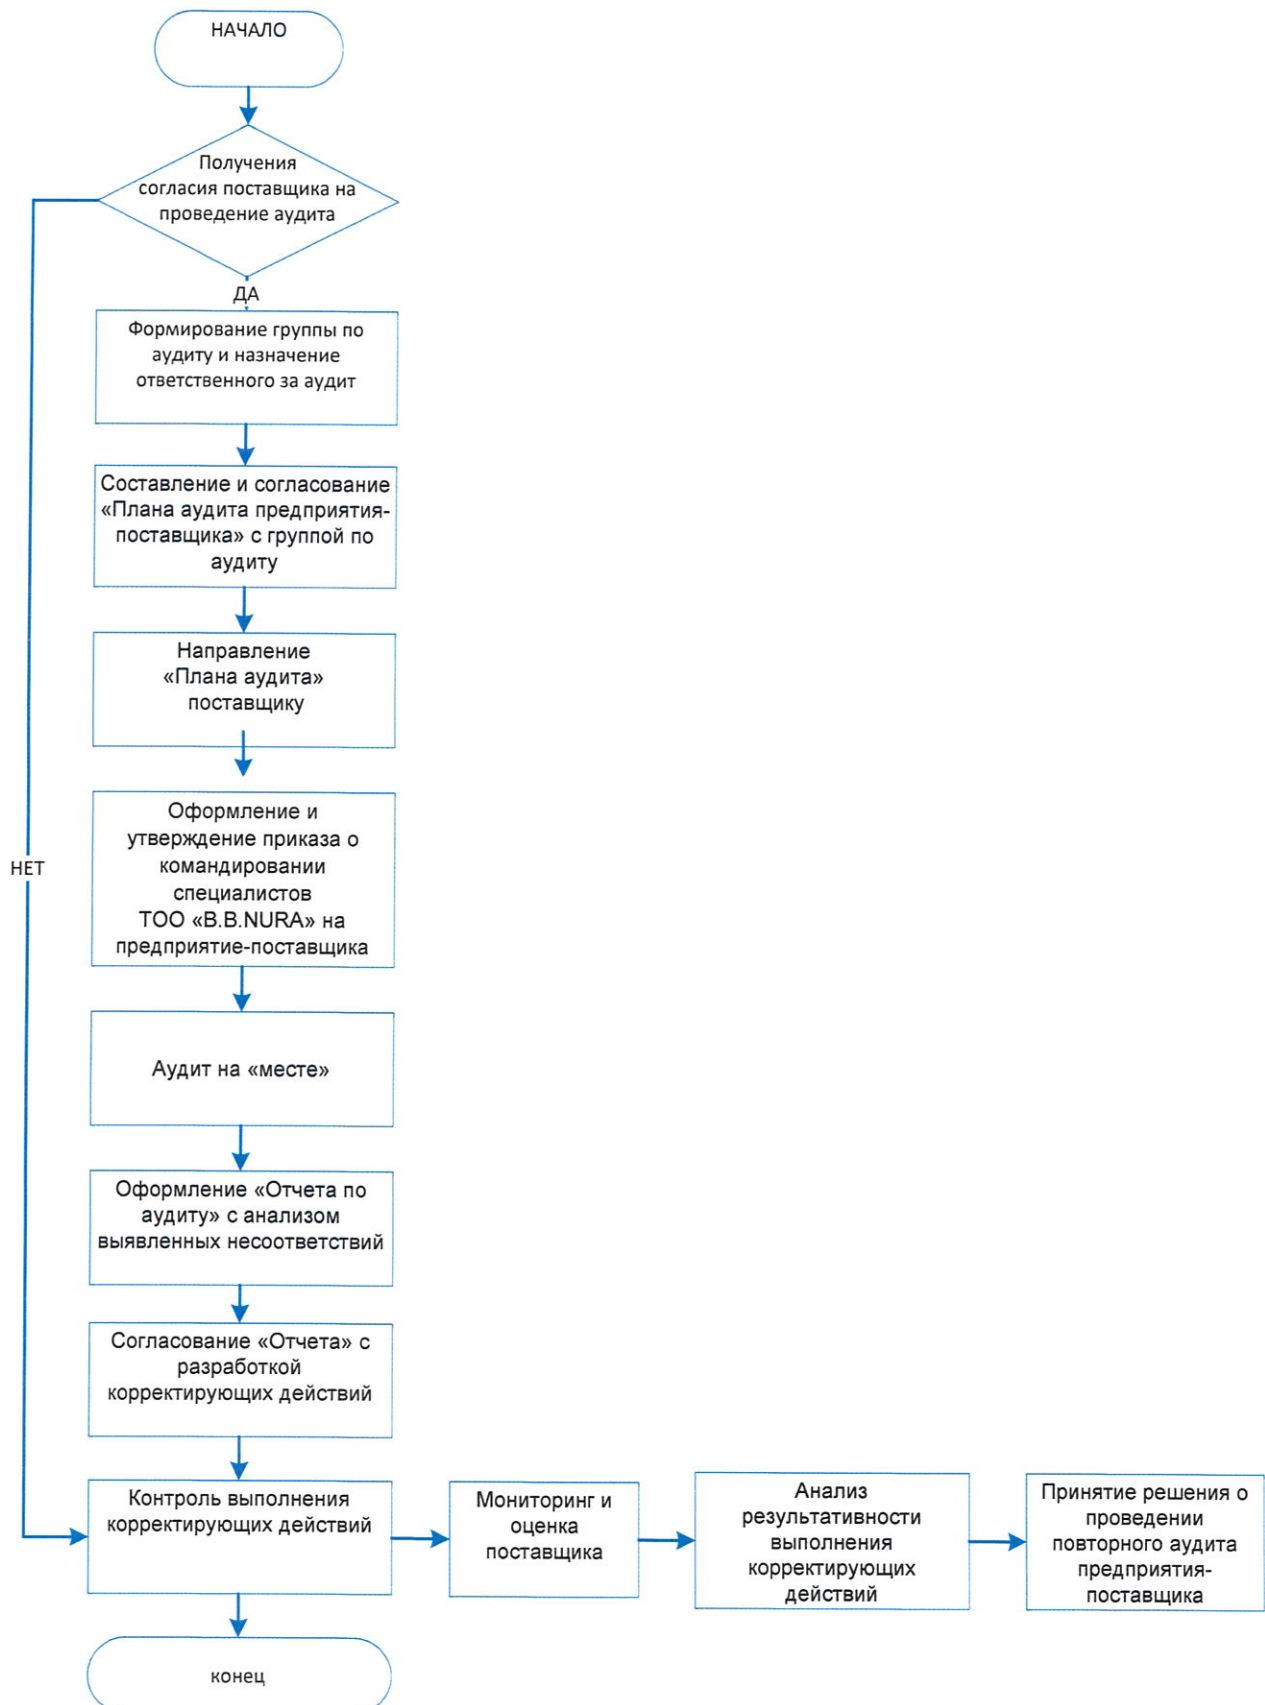 НАЧАЛО
Получения
согласия поставщика на
проведение аудита
ДА
Формирование группы по
аудиту и назначение
ответственного за аудит
Составление и согласование
«Плана аудита предприятия-
поставщика» с группой по
аудиту
Направление
«Плана аудита»
поставщику
Оформление и
утверждение приказа о
командировании
специалистов
ТОО «B.B.NURA» на
предприятие-поставщика
НЕТ
Аудит на «месте»
Оформление «Отчета по
аудиту» с анализом
выявленных несоответствий
Согласование «Отчета» с
разработкой
корректирующих действий
Контроль выполнения
корректирующих действий
Мониторинг и
оценка
поставщика
Анализ
результативности
выполнения
корректирующих
действий
Принятие решения о
проведении
повторного аудита
предприятия-
поставщика
конец